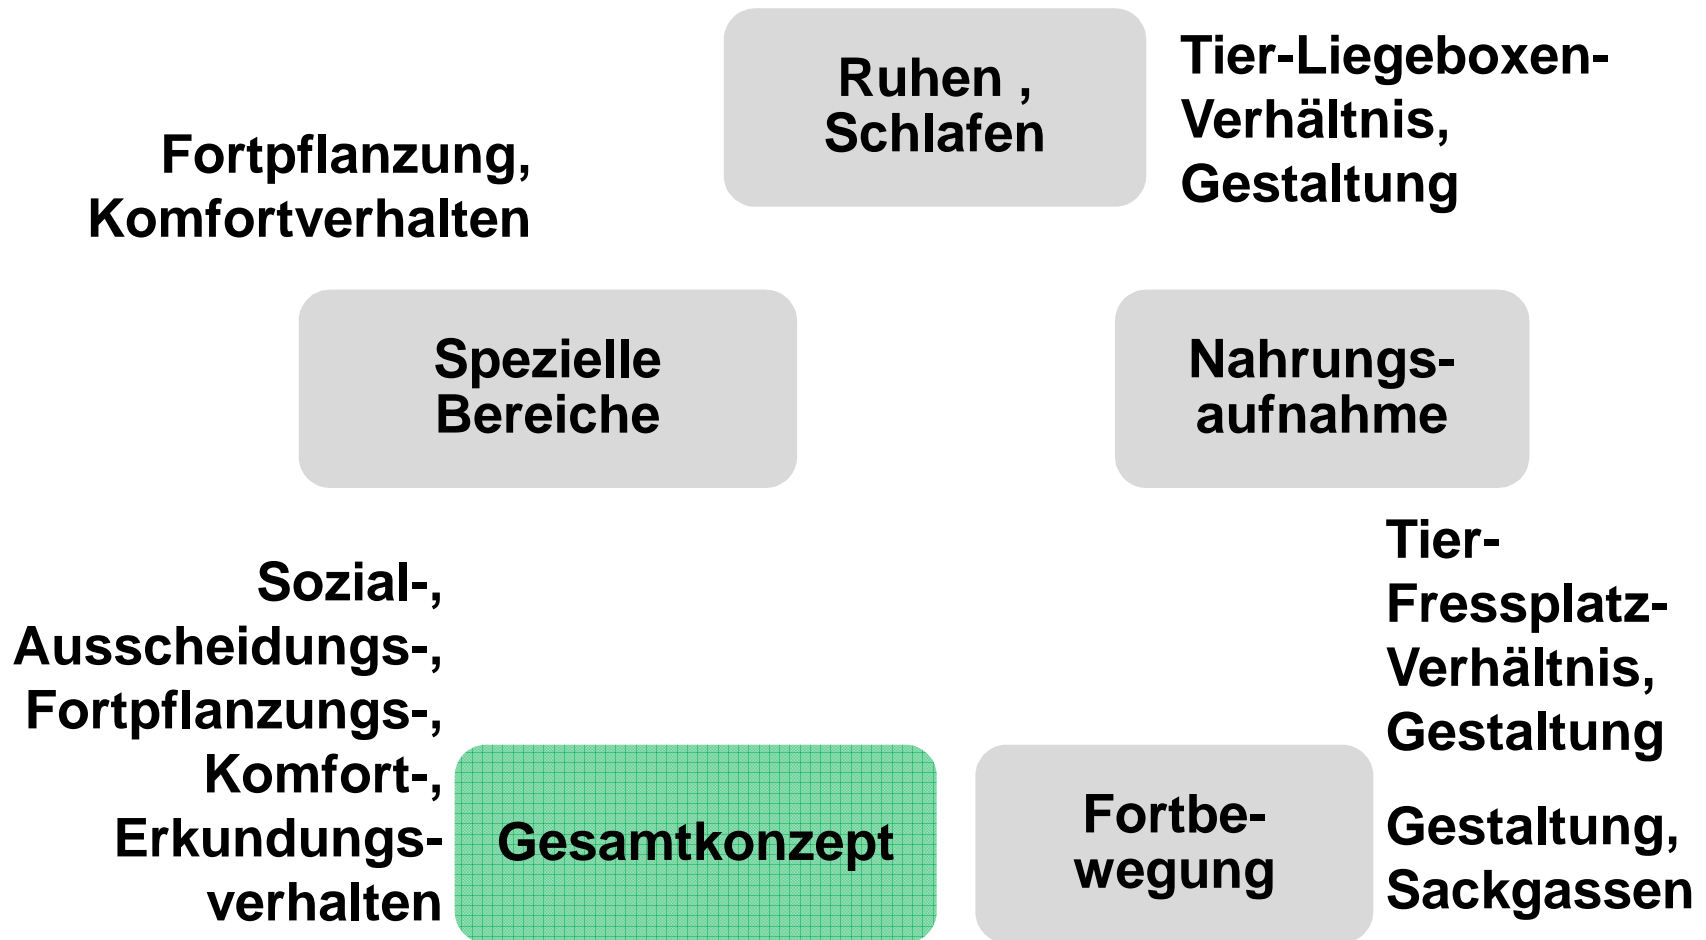 Ruhen ,
Schlafen
Tier-Liegeboxen-
Verhältnis,
Gestaltung
Fortpflanzung,
Komfortverhalten
Spezielle
Bereiche
Nahrungs-
aufnahme
Tier-
Fressplatz-
Verhältnis,
Gestaltung
Sozial-,
Ausscheidungs-,
Fortpflanzungs-,
Komfort-,
Erkundungs-
verhalten
Gesamtkonzept
Fortbe-
wegung
Gestaltung,
Sackgassen